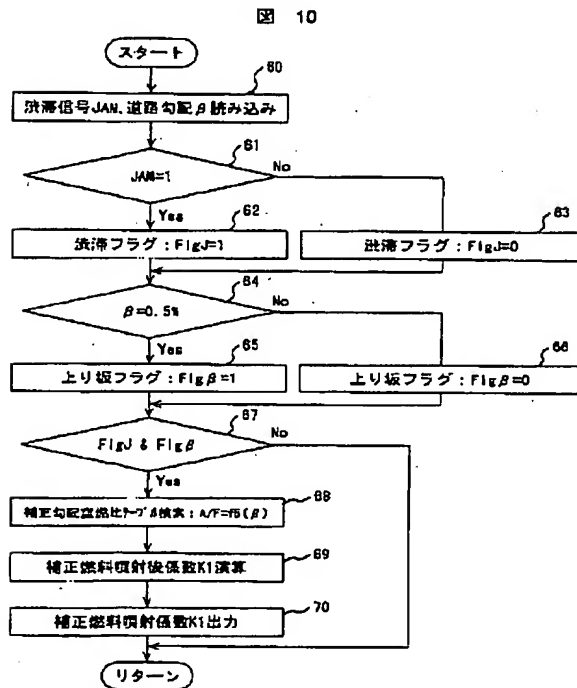 図 10
スタート
60
渋滞信号JAM、道路勾配β読み込み
61
JAM=1
No
Yes
62
渋滞フラグ:FlgJ=1
63
渋滞フラグ:FlgJ=0
64
β=0.5%
No
Yes
65
上り坂フラグ:Flgβ=1
66
上り坂フラグ:Flgβ=0
67
FlgJ & Flgβ
No
Yes
68
補正勾配空燃比テーブル検索:A/F=f5(β)
69
補正燃料噴射後係数K1演算
70
補正燃料噴射係数K1出力
リターン